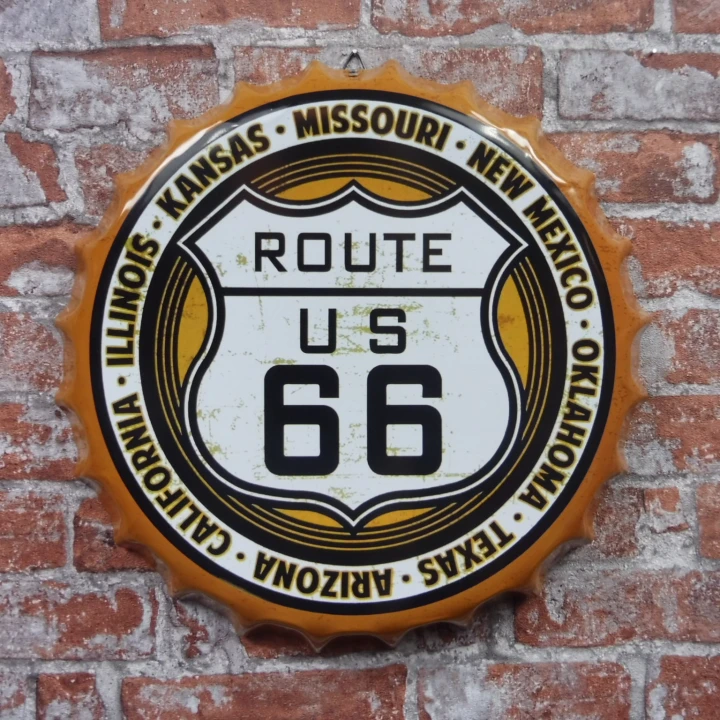 ILLINOIS · KANSAS · MISSOURI · NEW MEXICO · OKLAHOMA · TEXAS · ARIZONA · CALIFORNIA ·
ROUTE
US
66